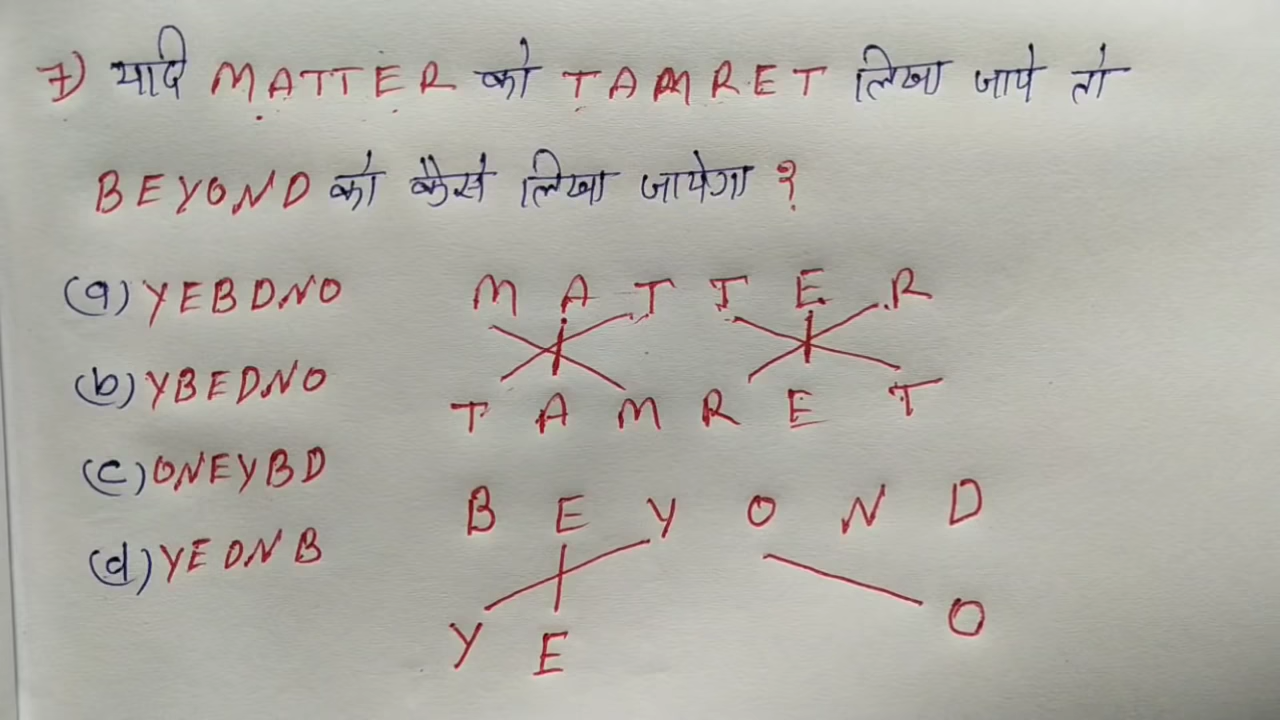 7) यदि MATTER को TAMRET लिखा जाये तो
BEYOND को कैसे लिखा जायेगा ?
(a) YEBDNO
(b) YBEDNO
(c) ONEYBD
(d) YEONB
M A T T E R
T A M R E T
B E Y O N D
Y E O